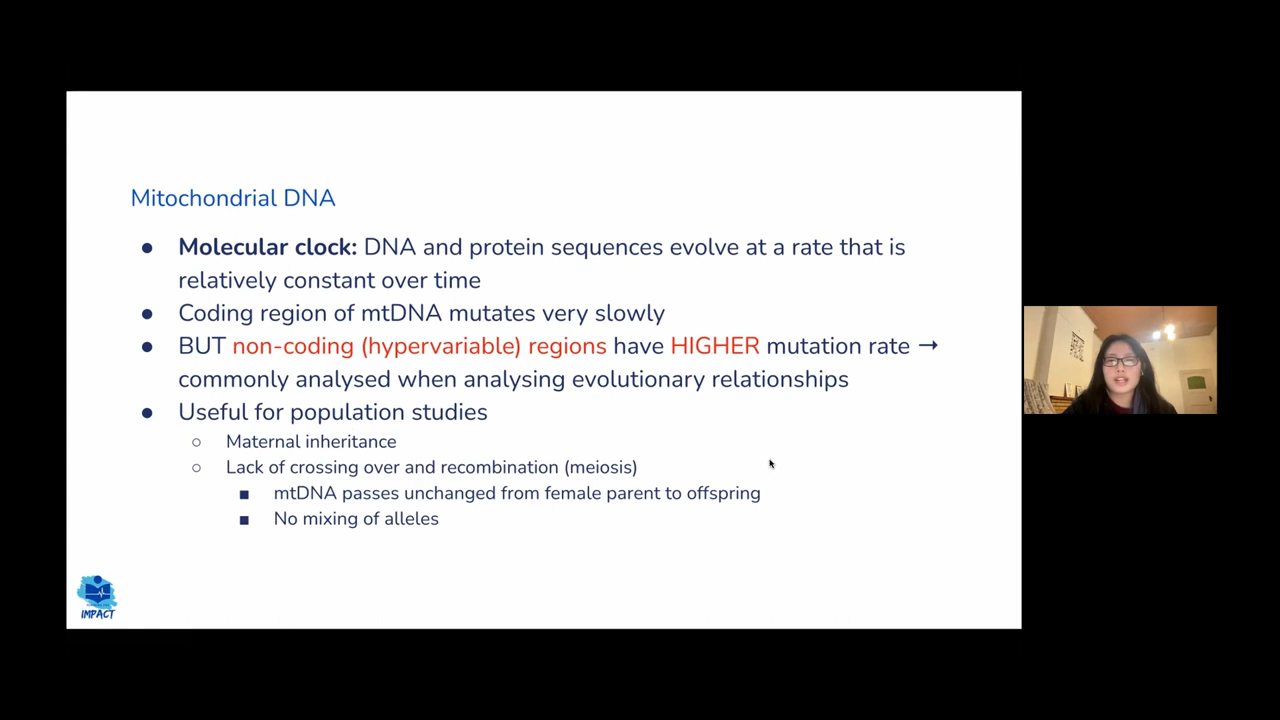 Mitochondrial DNA
● Molecular clock: DNA and protein sequences evolve at a rate that is
relatively constant over time
● Coding region of mtDNA mutates very slowly
● BUT non-coding (hypervariable) regions have HIGHER mutation rate →
commonly analysed when analysing evolutionary relationships
● Useful for population studies
○ Maternal inheritance
○ Lack of crossing over and recombination (meiosis)
■ mtDNA passes unchanged from female parent to offspring
■ No mixing of alleles
IMPACT